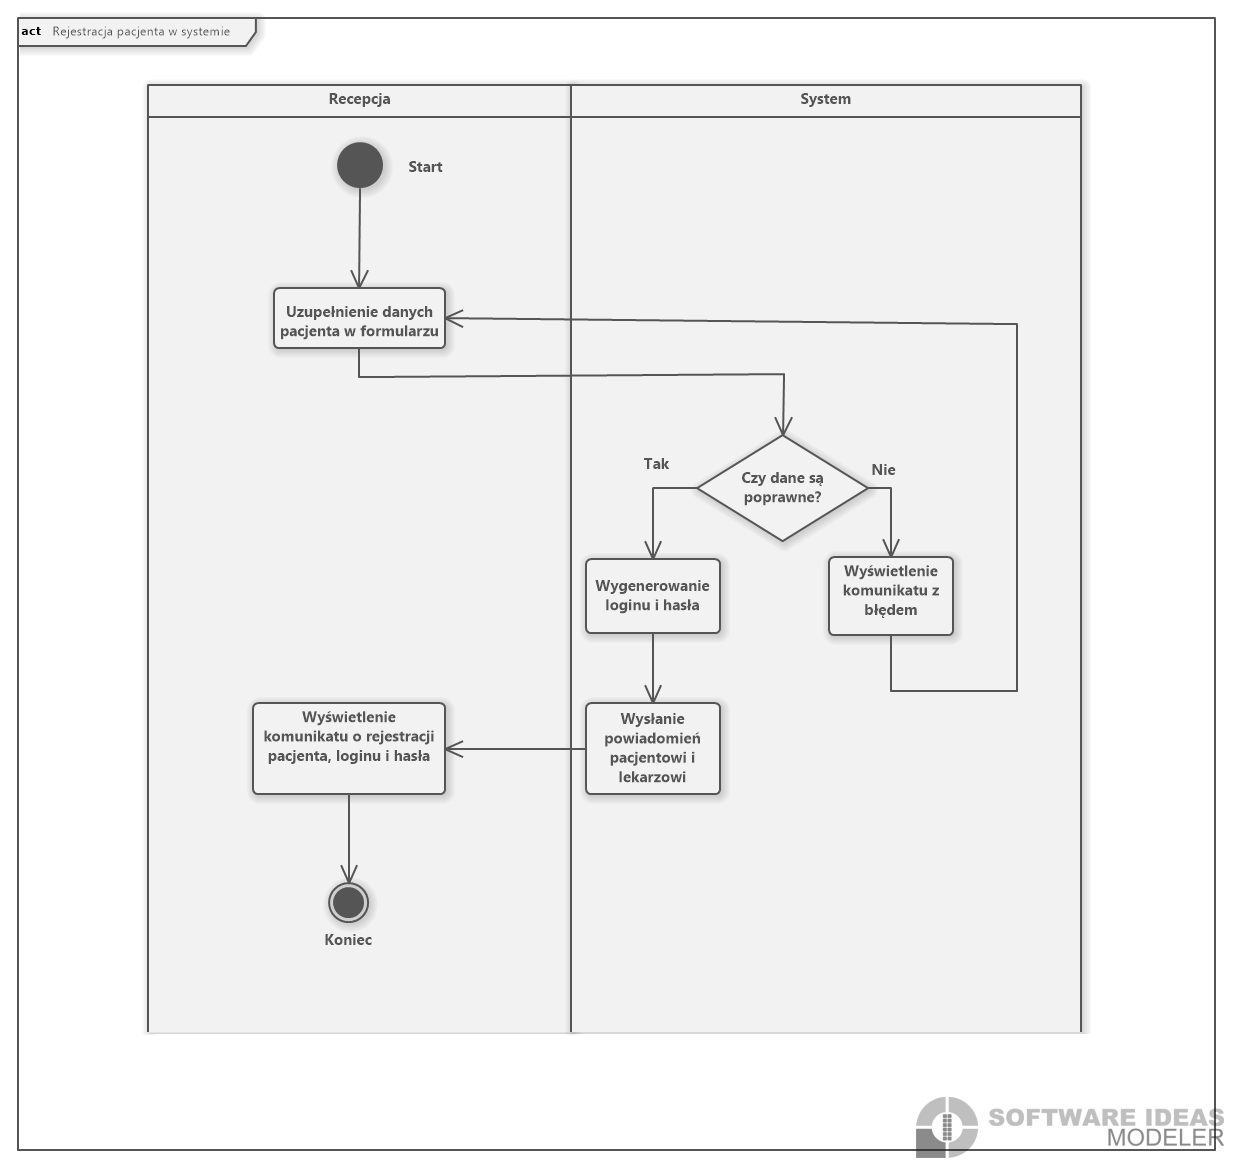 act Rejestracja pacjenta w systemie
Recepcja
System
Start
Uzupełnienie danych
pacjenta w formularzu
Tak
Nie
Czy dane są
poprawne?
Wygenerowanie
loginu i hasła
Wyświetlenie
komunikatu z
błędem
Wyświetlenie
komunikatu o rejestracji
pacjenta, loginu i hasła
Wysłanie
powiadomień
pacjentowi i
lekarzowi
Koniec
SOFTWARE IDEAS
MODELER